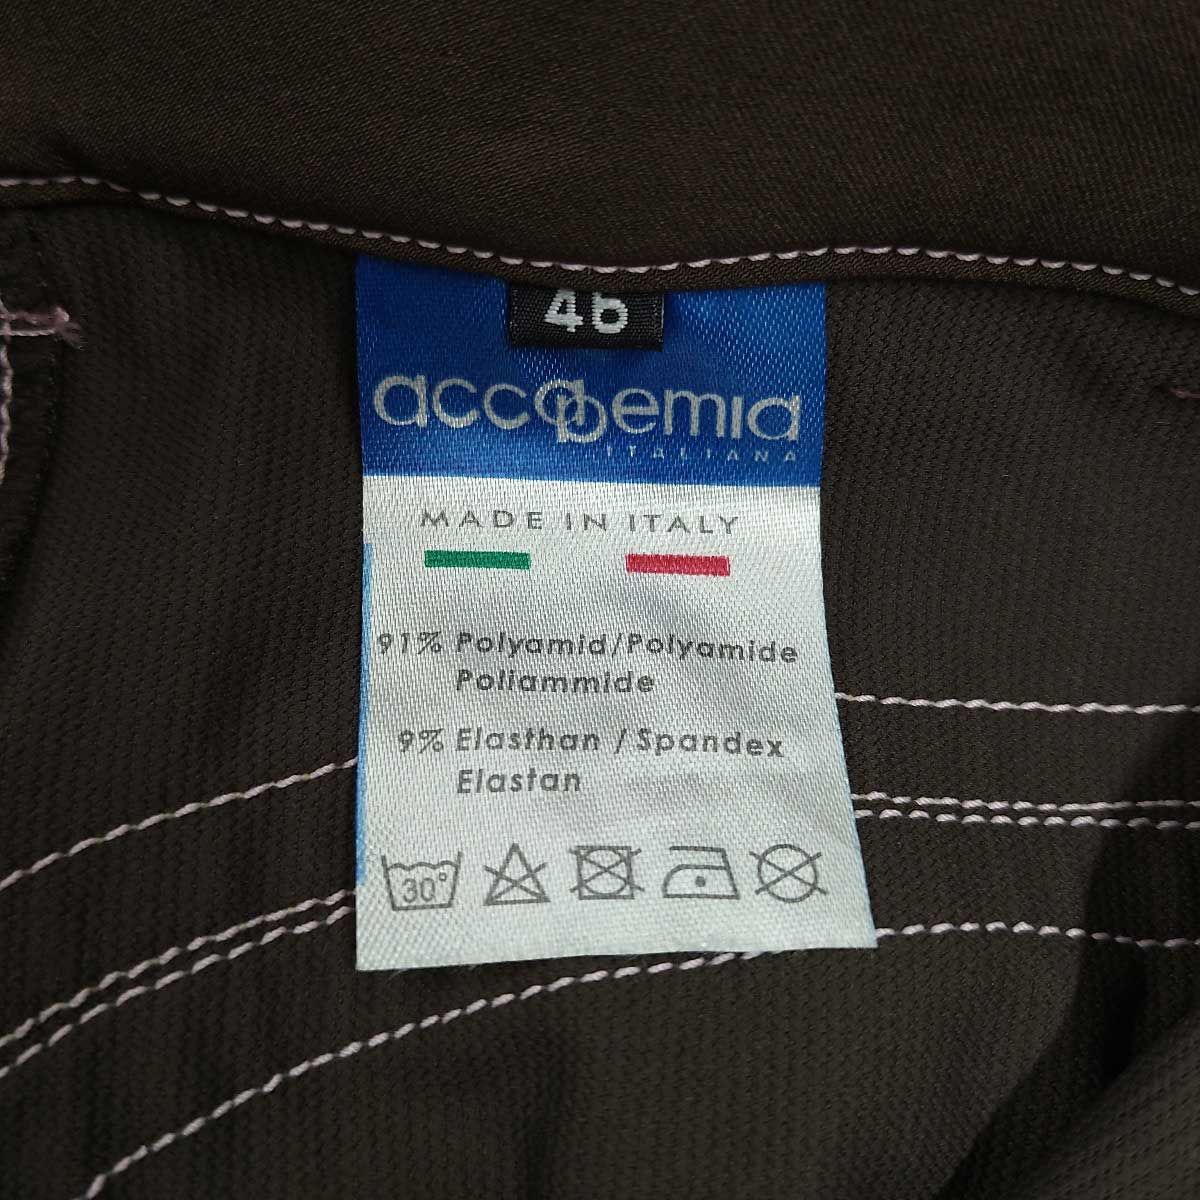 46
accademia
ITALIANA
MADE IN ITALY
91% Polyamid/Polyamide
Poliammide
9% Elasthan / Spandex
Elastan
30°